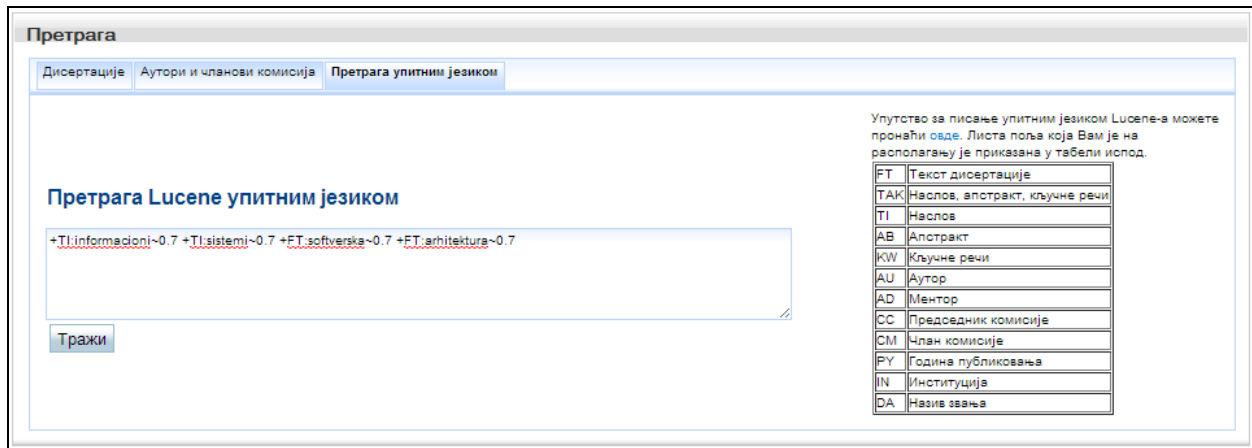 Претрага
Дисертације Аутори и чланови комисија Претрага упитним језиком
Претрага Lucene упитним језиком
+TI:informacioni~0.7 +TI:sistemi~0.7 +FT:softverska~0.7 +FT:arhitektura~0.7
Тражи
Упутство за писање упитним језиком Lucene-а можете
пронаћи овде. Листа поља која Вам је на
располагању је приказана у табели испод.
FT Текст дисертације
TAK Наслов, апстракт, кључне речи
TI Наслов
AB Апстракт
KW Кључне речи
AU Аутор
AD Ментор
CC Председник комисије
CM Члан комисије
PY Година публиковања
IN Институција
DA Назив звања